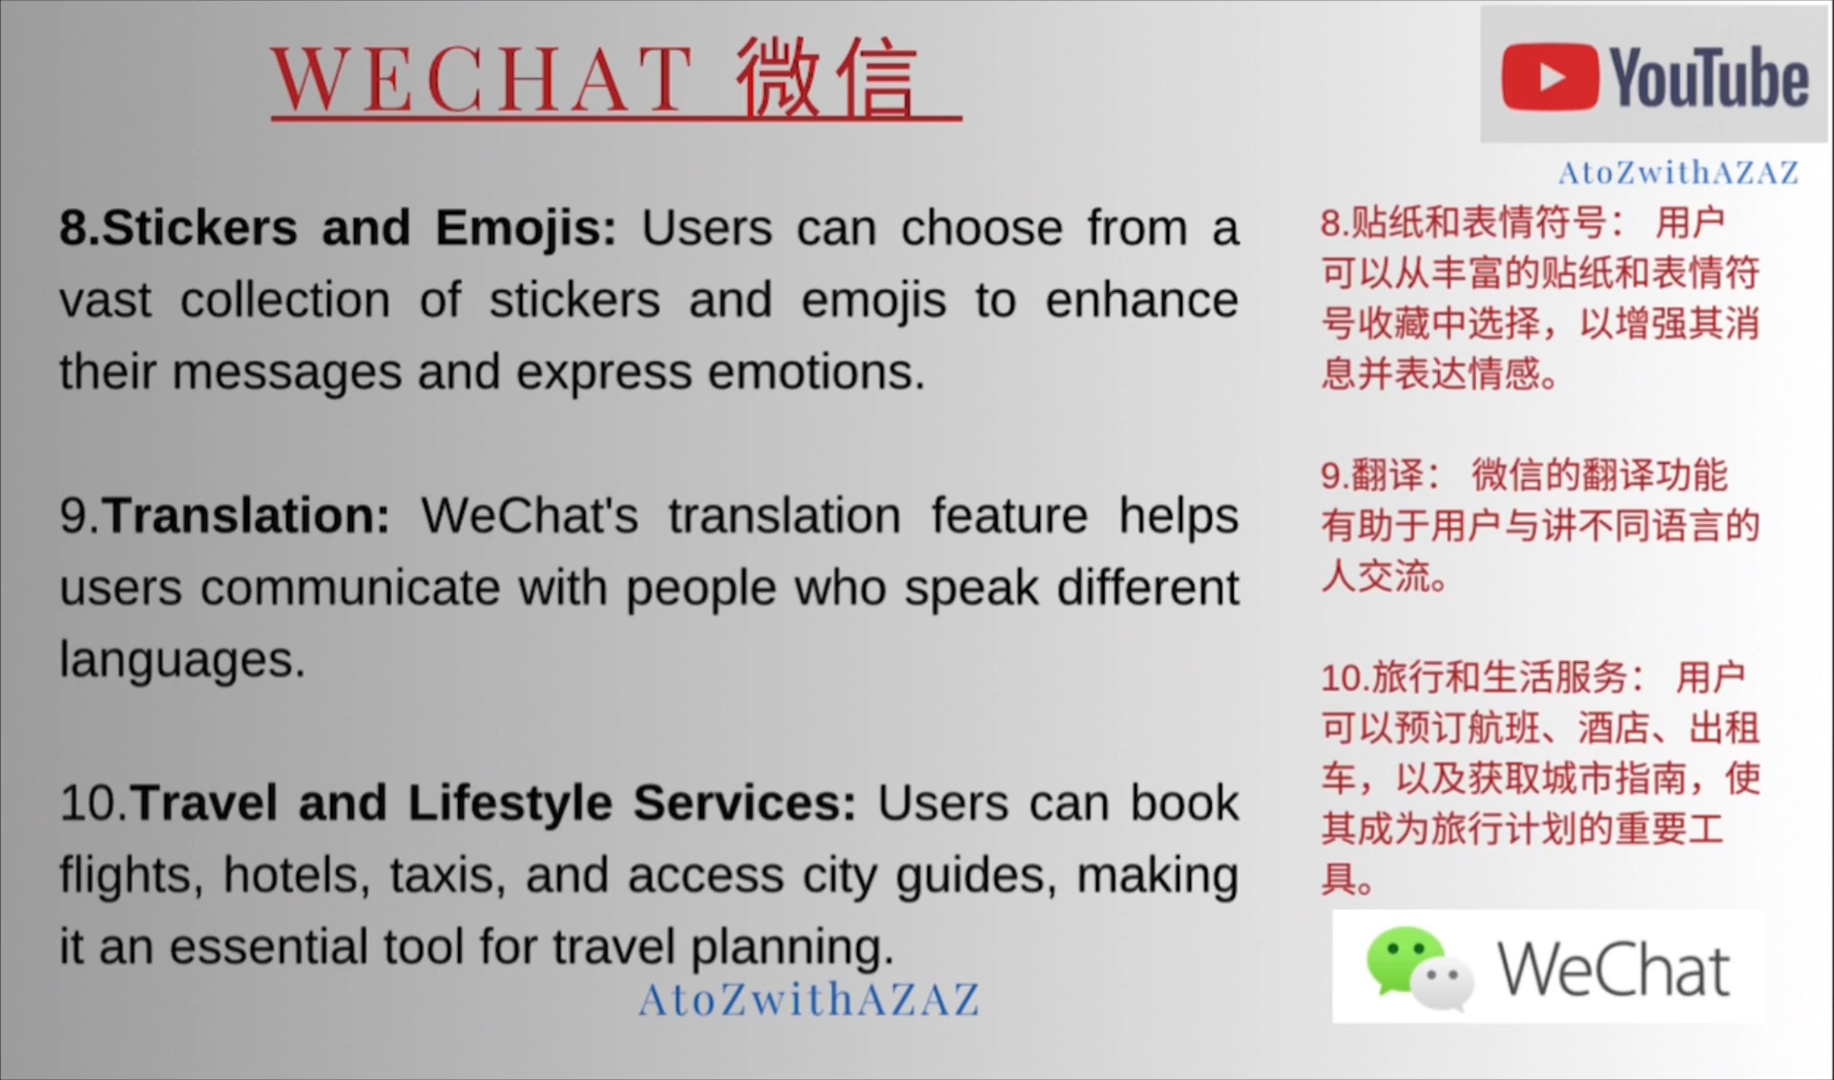 WECHAT 微信
YouTube
AtoZwithAZAZ
8.Stickers and Emojis: Users can choose from a
vast collection of stickers and emojis to enhance
their messages and express emotions.
9.Translation: WeChat's translation feature helps
users communicate with people who speak different
languages.
10.Travel and Lifestyle Services: Users can book
flights, hotels, taxis, and access city guides, making
it an essential tool for travel planning.
AtoZwithAZAZ
8.贴纸和表情符号： 用户
可以从丰富的贴纸和表情符
号收藏中选择，以增强其消
息并表达情感。
9.翻译： 微信的翻译功能
有助于用户与讲不同语言的
人交流。
10.旅行和生活服务： 用户
可以预订航班、酒店、出租
车，以及获取城市指南，使
其成为旅行计划的重要工
具。
WeChat